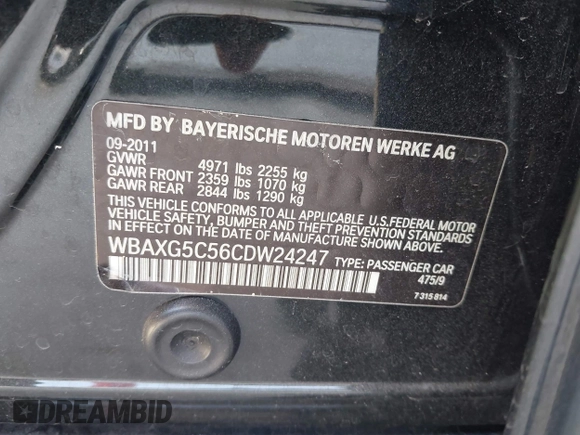 MFD BY BAYERISCHE MOTOREN WERKE AG
09-2011
GVWR 4971 lbs 2255 kg
GAWR FRONT 2359 lbs 1070 kg
GAWR REAR 2844 lbs 1290 kg
THIS VEHICLE CONFORMS TO ALL APPLICABLE U.S.FEDERAL MOTOR
VEHICLE SAFETY, BUMPER AND THEFT PREVENTION STANDARDS
IN EFFECT ON THE DATE OF MANUFACTURE SHOWN ABOVE.
WBAXG5C56CDW24247 TYPE: PASSENGER CAR
475/9
7 315 814
DREAMBID